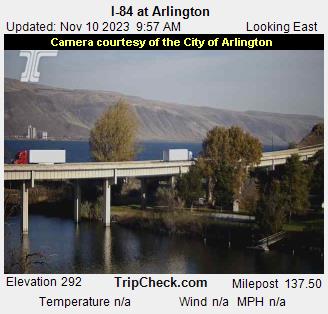 I-84 at Arlington
Updated: Nov 10 2023 9:57 AM Looking East
Camera courtesy of the City of Arlington
Elevation 292 TripCheck.com Milepost 137.50
Temperature n/a Wind n/a MPH n/a